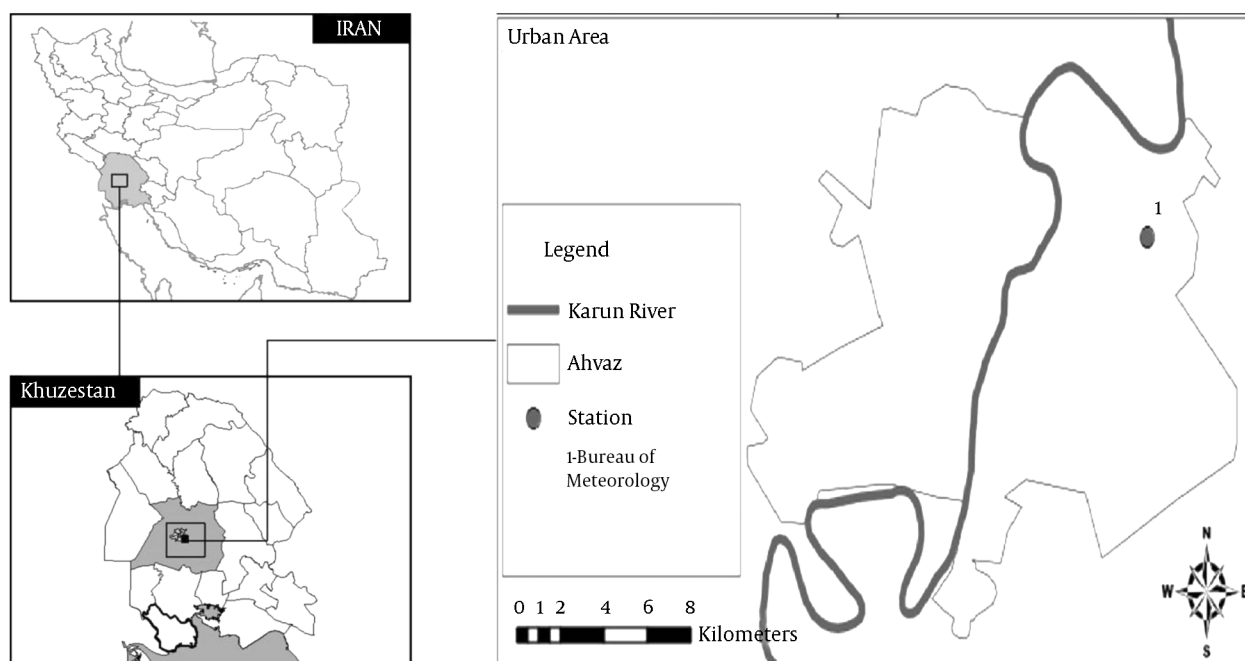 IRAN
Khuzestan
Urban Area
Legend
Karun River
Ahvaz
Station
1-Bureau of
Meteorology
0 1 2 4 6 8
Kilometers
1
N
W E
S